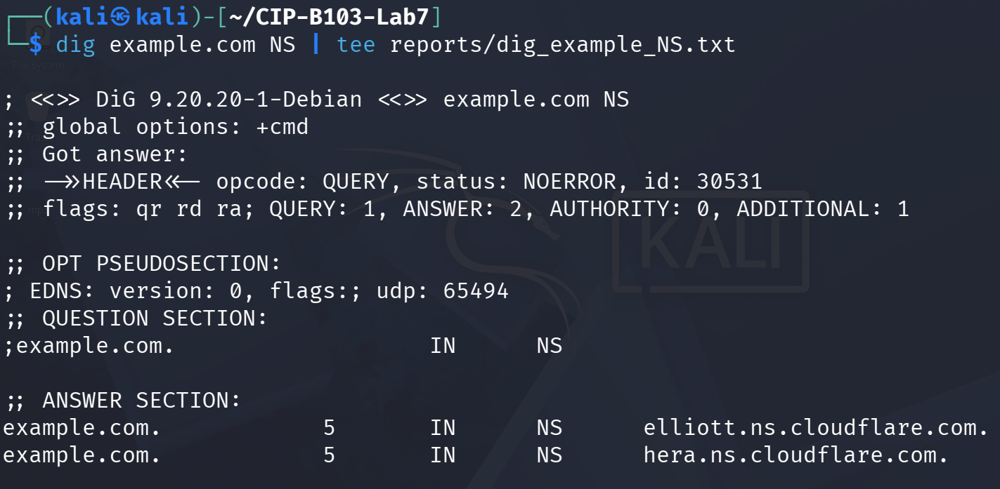 ┌──(kali㉿kali)-[~/CIP-B103-Lab7]
└─$ dig example.com NS | tee reports/dig_example_NS.txt
File System
; <<>> DiG 9.20.20-1-Debian <<>> example.com NS
;; global options: +cmd
;; Got answer:
;; ->>HEADER<<- opcode: QUERY, status: NOERROR, id: 30531
;; flags: qr rd ra; QUERY: 1, ANSWER: 2, AUTHORITY: 0, ADDITIONAL: 1
KALI
;; OPT PSEUDOSECTION:
; EDNS: version: 0, flags:; udp: 65494
;; QUESTION SECTION:
;example.com. IN NS
;; ANSWER SECTION:
example.com. 5 IN NS elliott.ns.cloudflare.com.
example.com. 5 IN NS hera.ns.cloudflare.com.